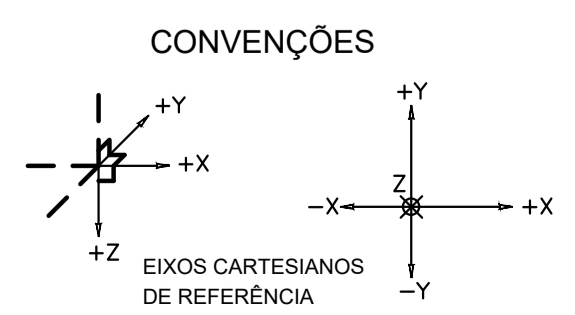 CONVENÇÕES
+Y
+X
+Z
+Y
Z
-X
+X
-Y
EIXOS CARTESIANOS
DE REFERÊNCIA